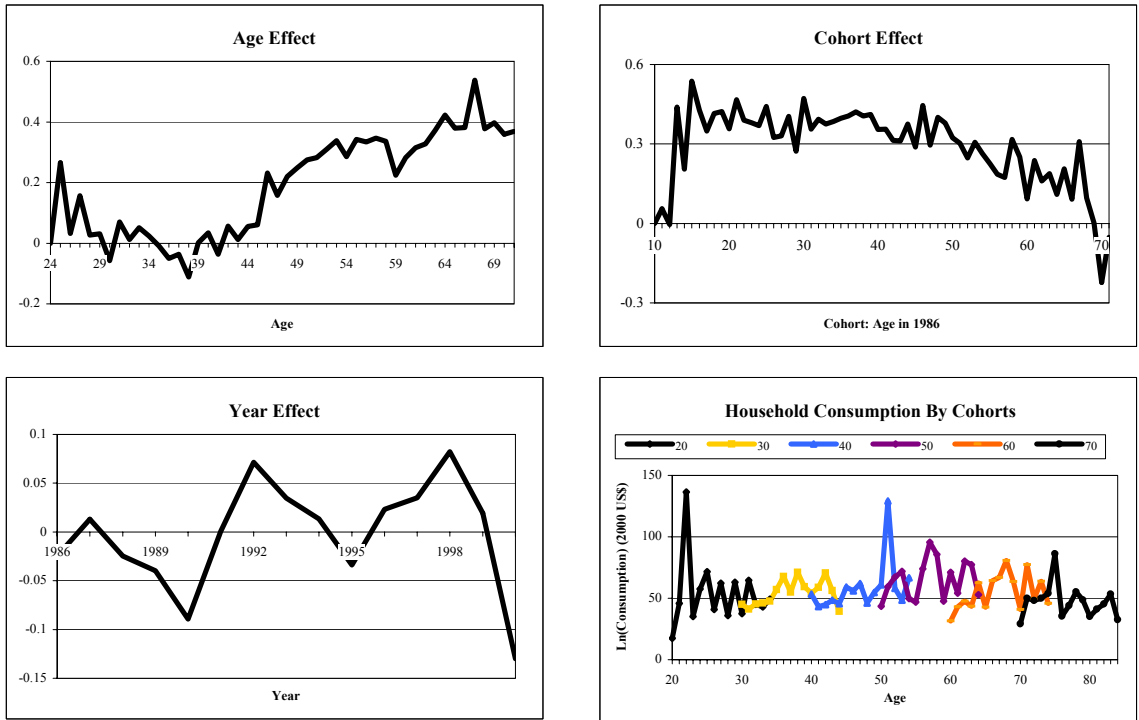 Age Effect
0.6
0.4
0.2
0
-0.2
24 29 34 39 44 49 54 59 64 69
Age
Cohort Effect
0.6
0.3
0
-0.3
10 20 30 40 50 60 70
Cohort: Age in 1986
Year Effect
0.1
0.05
0
-0.05
-0.1
-0.15
1986 1989 1992 1995 1998
Year
Household Consumption By Cohorts
20 30 40 50 60 70
Ln(Consumption) (2000 US$)
150
100
50
0
20 30 40 50 60 70 80
Age